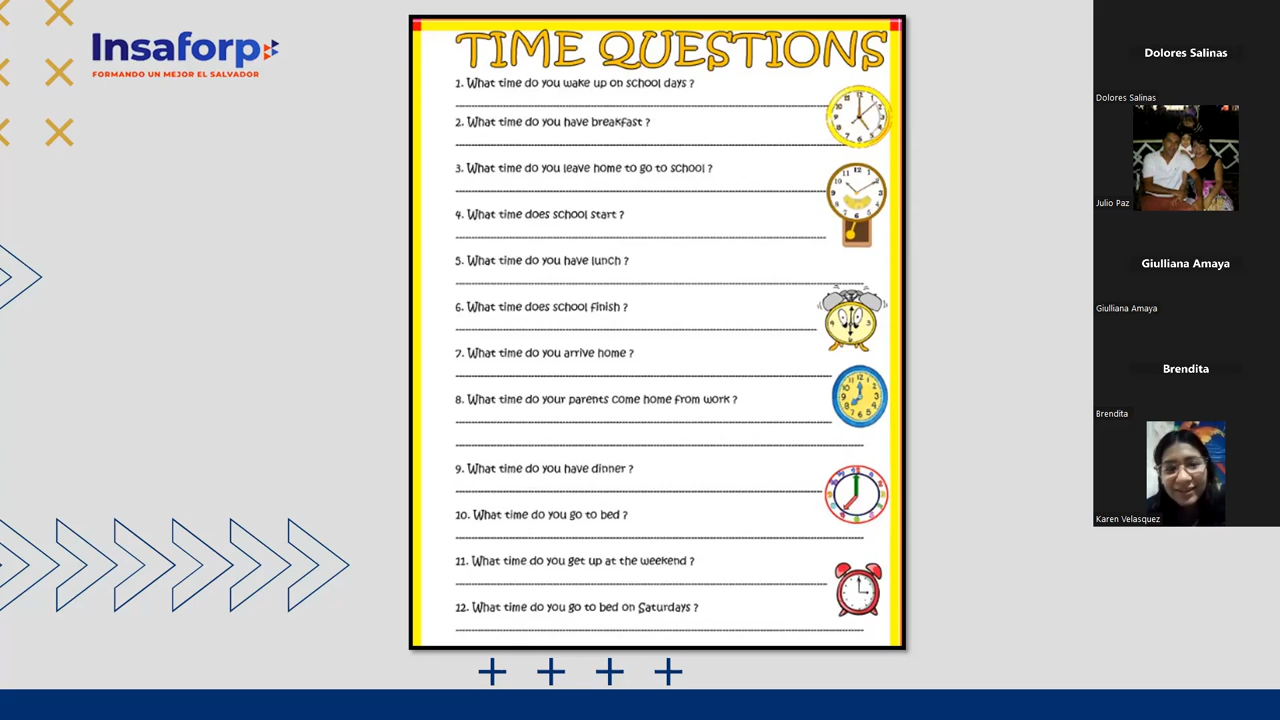 Insaforp
FORMANDO UN MEJOR EL SALVADOR
TIME QUESTIONS
1. What time do you wake up on school days ?
2. What time do you have breakfast ?
3. What time do you leave home to go to school ?
4. What time does school start ?
5. What time do you have lunch ?
6. What time does school finish ?
7. What time do you arrive home ?
8. What time do your parents come home from work ?
9. What time do you have dinner ?
10. What time do you go to bed ?
11. What time do you get up at the weekend ?
12. What time do you go to bed on Saturdays ?
Dolores Salinas
Dolores Salinas
Julio Paz
Giulliana Amaya
Giulliana Amaya
Brendita
Brendita
Karen Velasquez